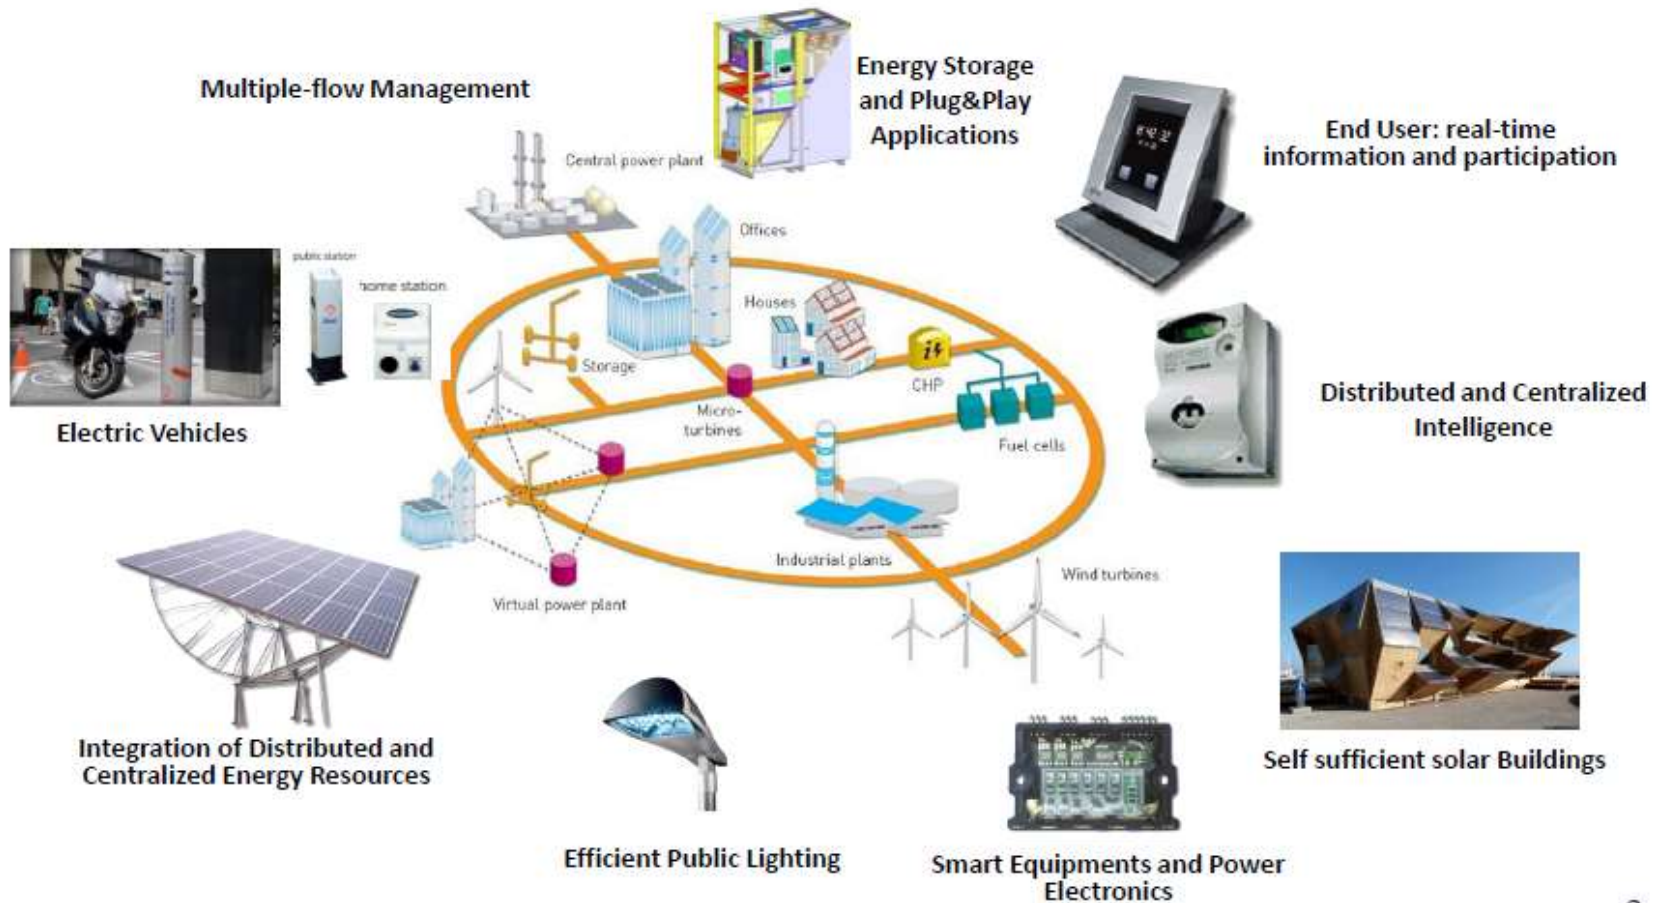 Multiple-flow Management
Energy Storage
and Plug&Play
Applications
End User: real-time
information and participation
Central power plant
Offices
public station
home station
Houses
Storage
CHP
Micro-
turbines
Fuel cells
Electric Vehicles
Distributed and Centralized
Intelligence
Industrial plants
Wind turbines
Virtual power plant
Integration of Distributed and
Centralized Energy Resources
Self sufficient solar Buildings
Efficient Public Lighting
Smart Equipments and Power
Electronics